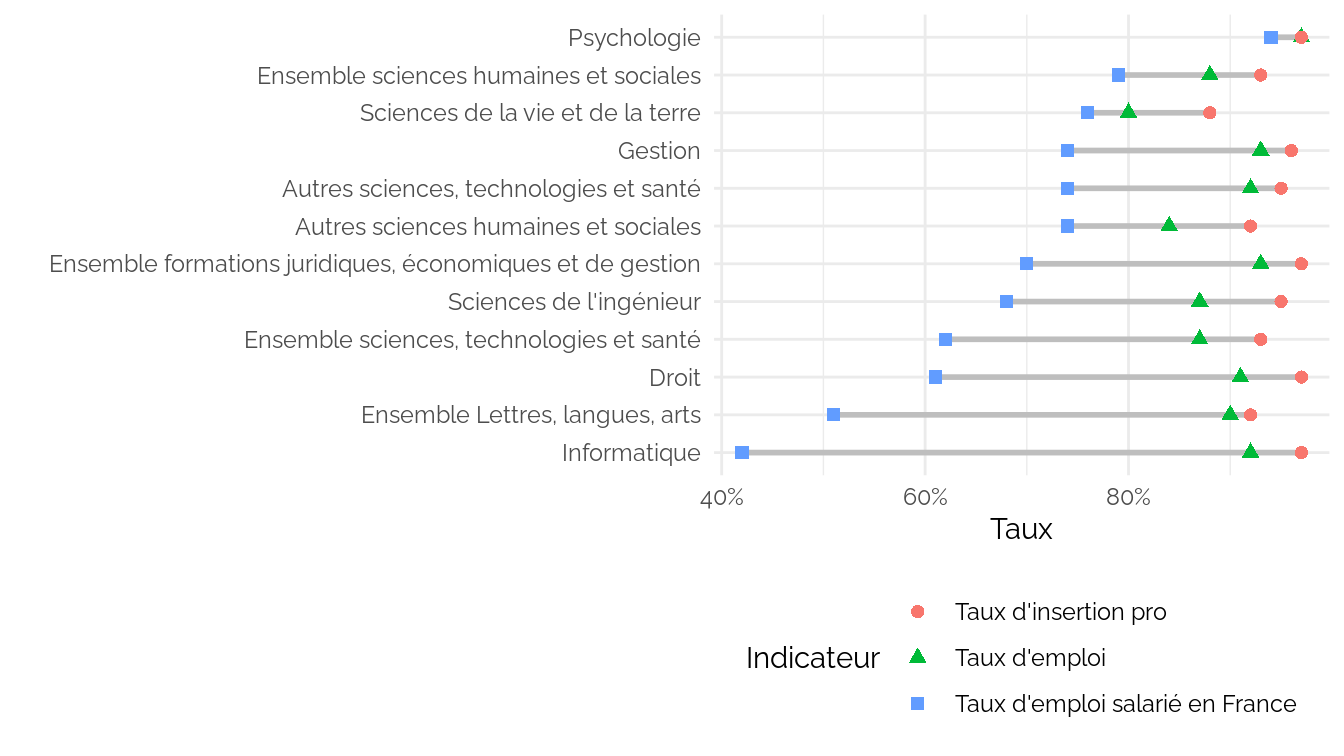 Psychologie
Ensemble sciences humaines et sociales
Sciences de la vie et de la terre
Gestion
Autres sciences, technologies et santé
Autres sciences humaines et sociales
Ensemble formations juridiques, économiques et de gestion
Sciences de l'ingénieur
Ensemble sciences, technologies et santé
Droit
Ensemble Lettres, langues, arts
Informatique
40% 60% 80%
Taux
Indicateur
Taux d'insertion pro
Taux d'emploi
Taux d'emploi salarié en France